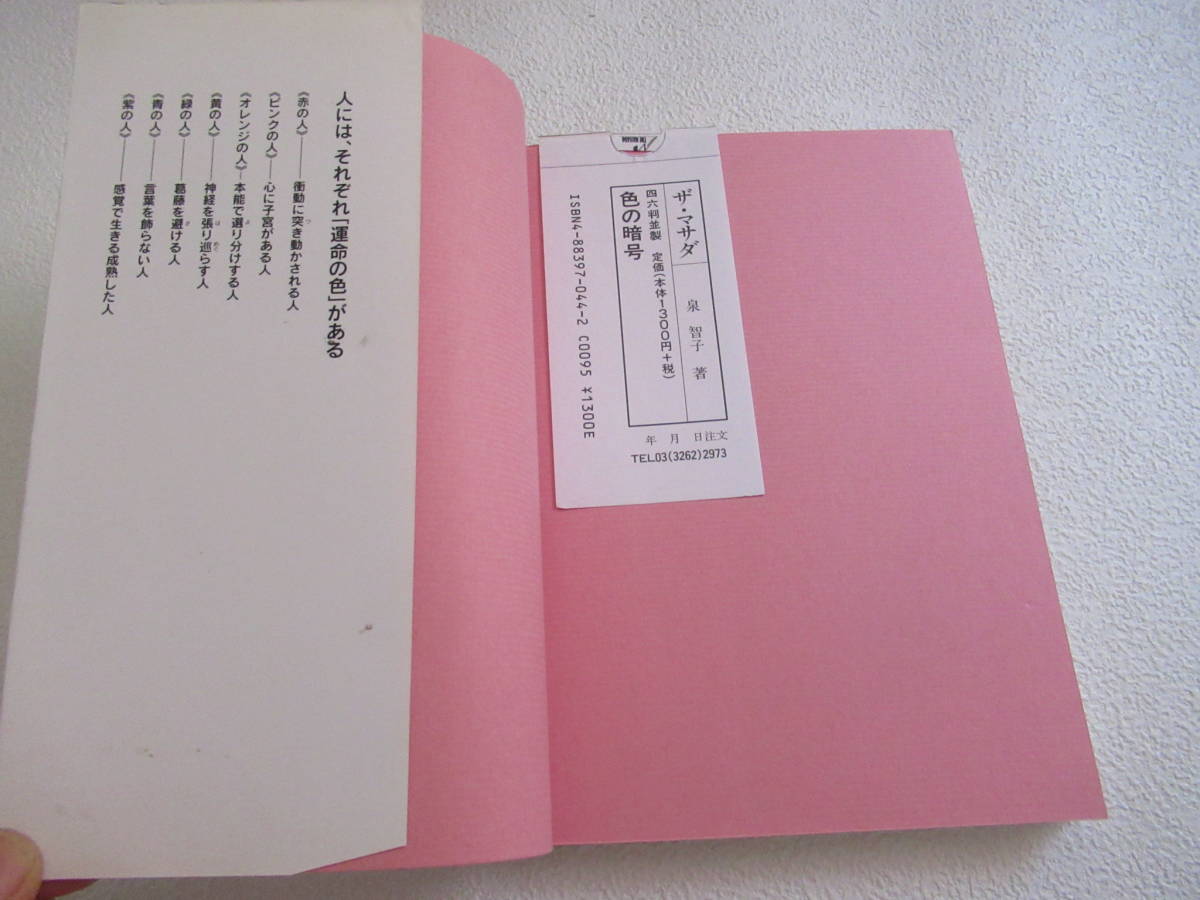 人には、それぞれ「運命の色」がある
《赤の人》――衝動に突き動かされる人
《ピンクの人》――心に子宮がある人
《オレンジの人》－本能で選り分けする人
《黄の人》――神経を張り巡らす人
《緑の人》――葛藤を避ける人
《青の人》――言葉を飾らない人
《紫の人》――感覚で生きる成熟した人
ザ・マサダ
泉 智子 著
四六判並製 定価(本体1300円+税)
色の暗号
ISBN4-88397-044-2 C0095 ¥1300E
年 月 日注文
TEL03(3262)2973